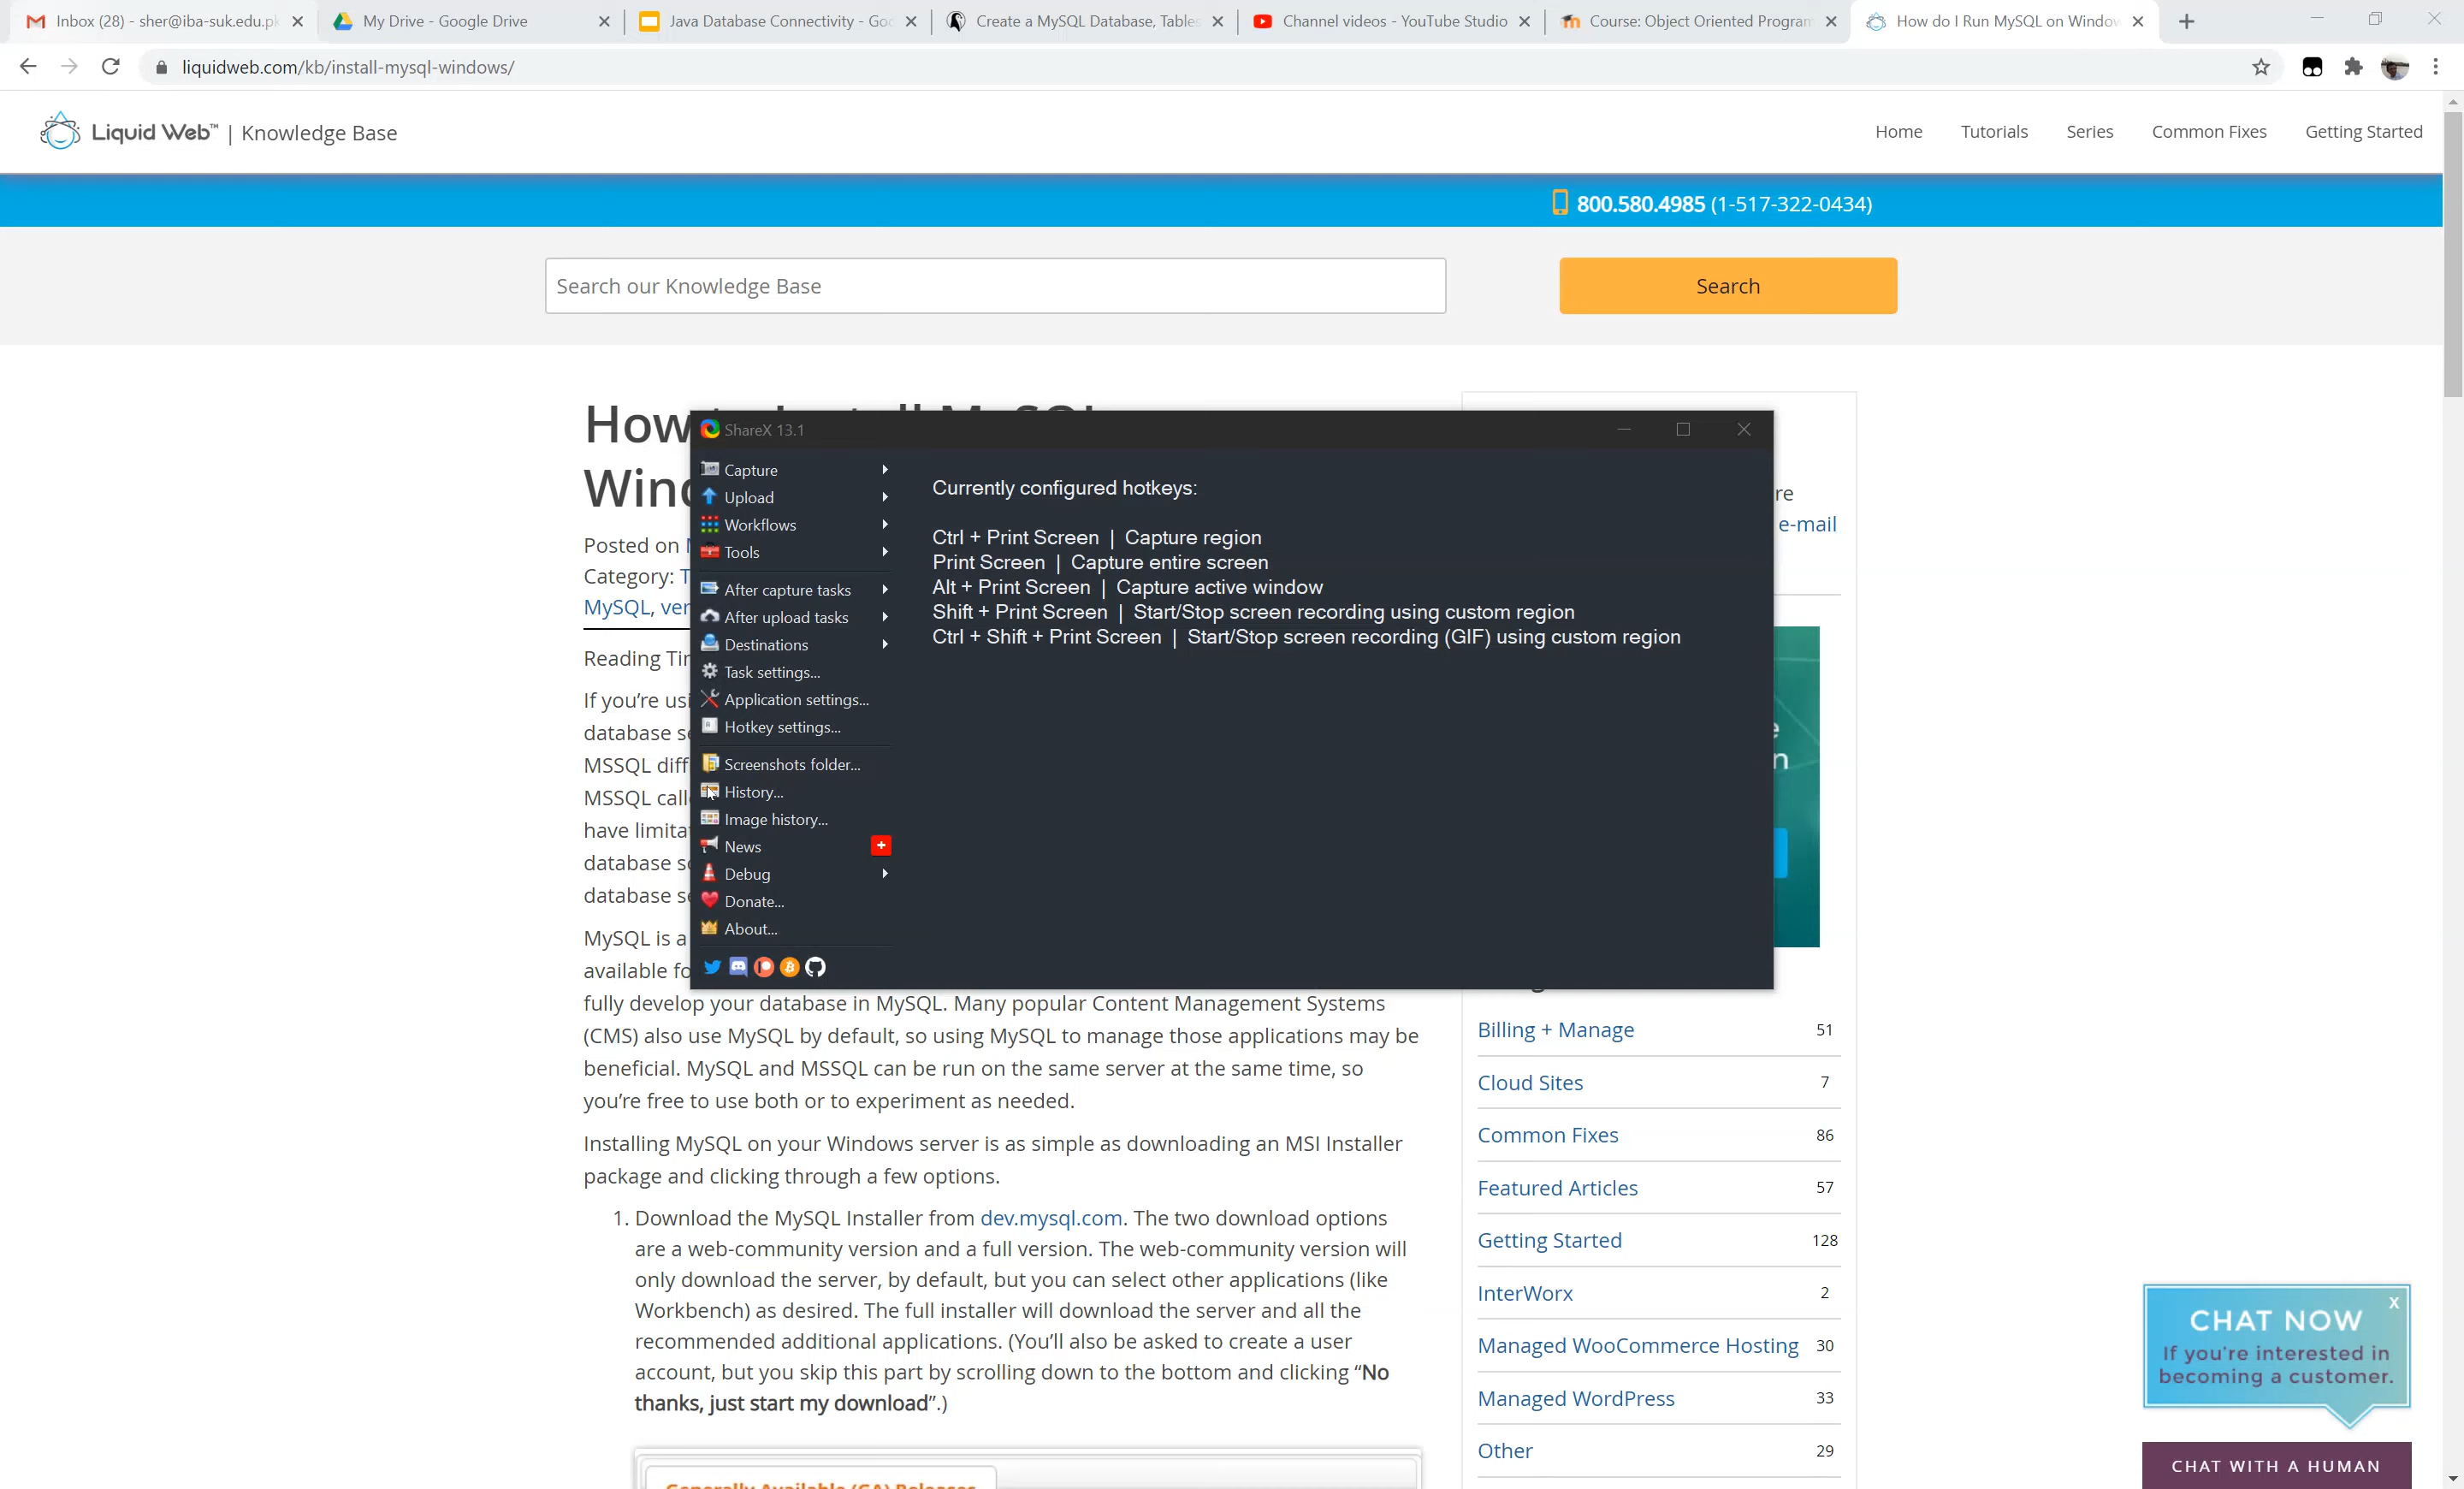 Inbox (28) - sher@iba-suk.edu.pk
My Drive - Google Drive
Java Database Connectivity - Goo
Create a MySQL Database, Tables
Channel videos - YouTube Studio
Course: Object Oriented Program
How do I Run MySQL on Window
liquidweb.com/kb/install-mysql-windows/
Liquid Web™ | Knowledge Base
Home
Tutorials
Series
Common Fixes
Getting Started
800.580.4985 (1-517-322-0434)
Search our Knowledge Base
Search
How
Posted on
Category:
MySQL,
Reading
If you're
database
MSSQL
MSSQL
have
database
database
MySQL is a
available
ShareX 13.1
Capture
Upload
Workflows
Tools
After capture tasks
After upload tasks
Destinations
Task settings...
Application settings...
Hotkey settings...
Screenshots folder...
History...
Image history...
News
Debug
Donate...
About...
Currently configured hotkeys:
Ctrl + Print Screen | Capture region
Print Screen | Capture entire screen
Alt + Print Screen | Capture active window
Shift + Print Screen | Start/Stop screen recording using custom region
Ctrl + Shift + Print Screen | Start/Stop screen recording (GIF) using custom region
re
e-mail
fully develop your database in MySQL. Many popular Content Management Systems
(CMS) also use MySQL by default, so using MySQL to manage those applications may be
beneficial. MySQL and MSSQL can be run on the same server at the same time, so
you're free to use both or to experiment as needed.
Installing MySQL on your Windows server is as simple as downloading an MSI Installer
package and clicking through a few options.
1. Download the MySQL Installer from dev.mysql.com. The two download options
are a web-community version and a full version. The web-community version will
only download the server, by default, but you can select other applications (like
Workbench) as desired. The full installer will download the server and all the
recommended additional applications. (You'll also be asked to create a user
account, but you skip this part by scrolling down to the bottom and clicking "No
thanks, just start my download".)
Billing + Manage 51
Cloud Sites 7
Common Fixes 86
Featured Articles 57
Getting Started 128
InterWorx 2
Managed WooCommerce Hosting 30
Managed WordPress 33
Other 29
CHAT NOW X
If you're interested in
becoming a customer.
CHAT WITH A HUMAN